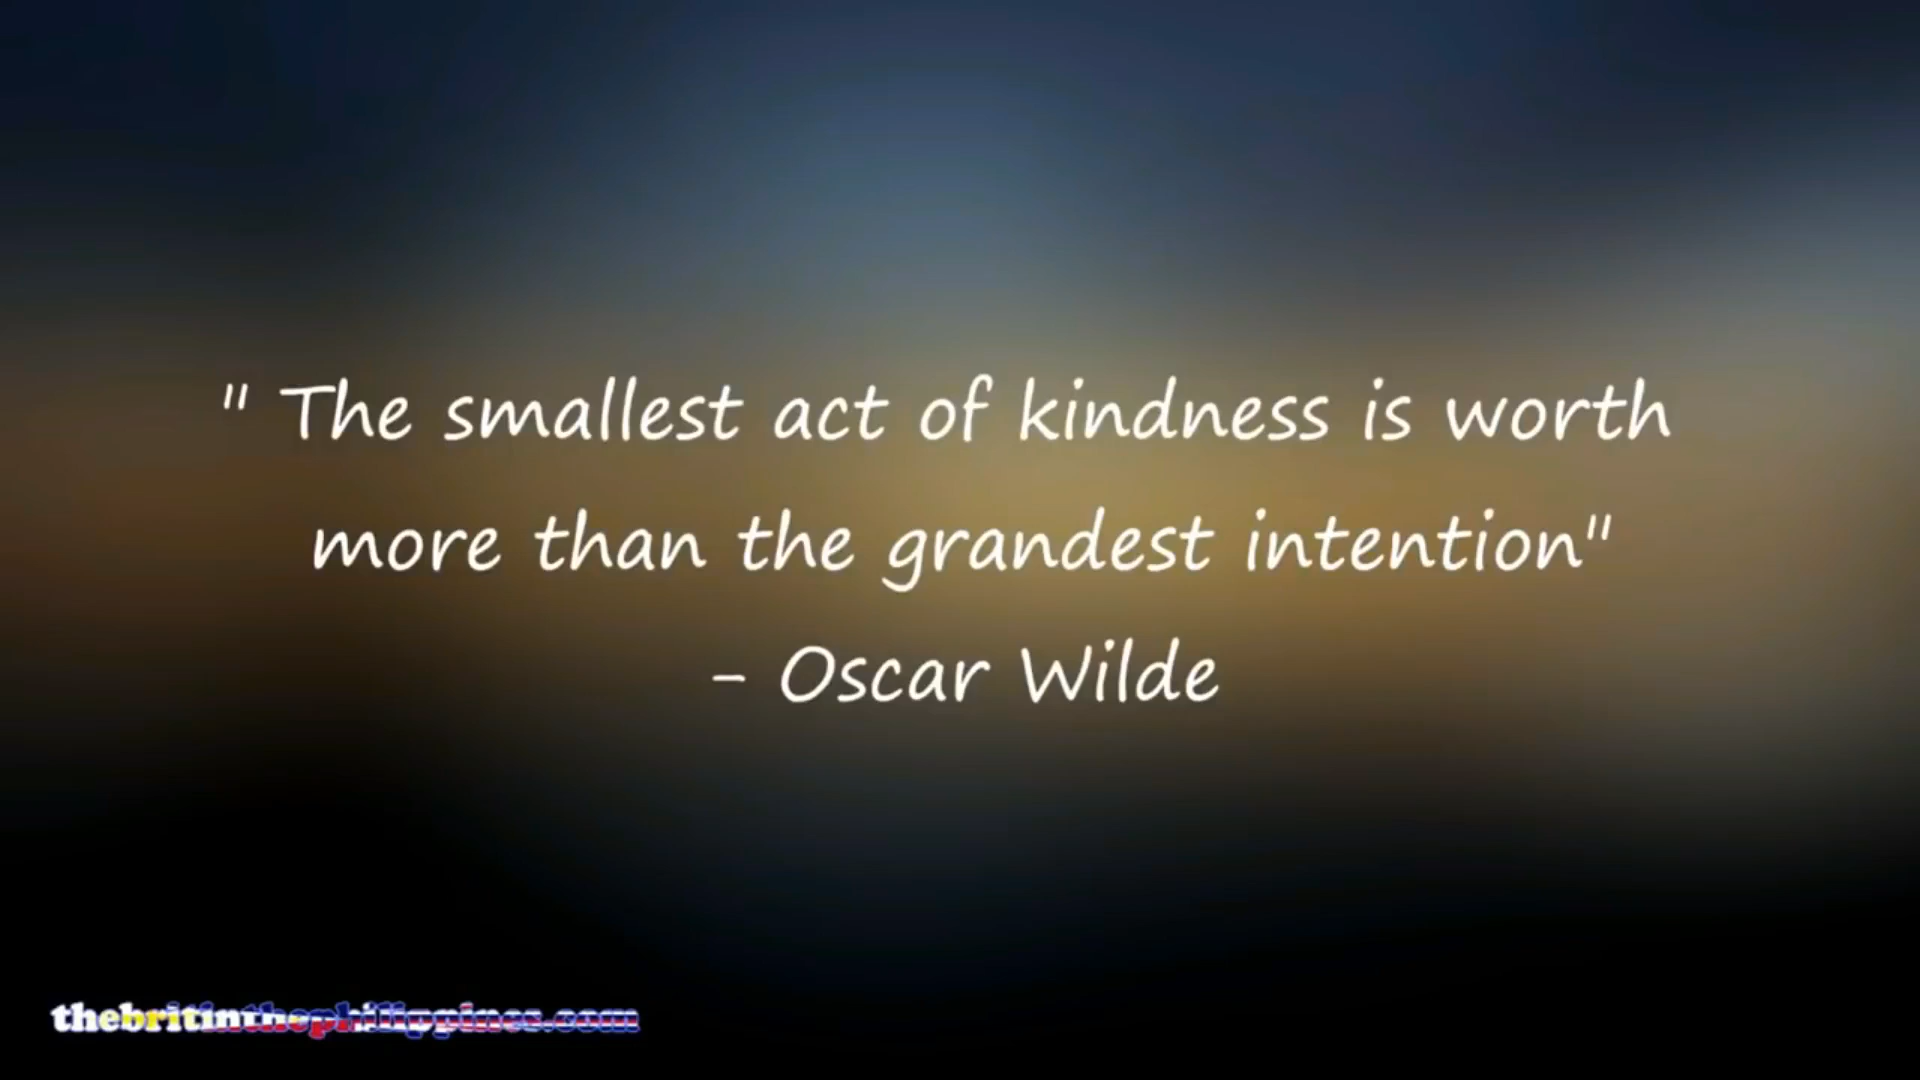 " The smallest act of kindness is worth
more than the grandest intention"
- Oscar Wilde
thebritinthephilippines.com